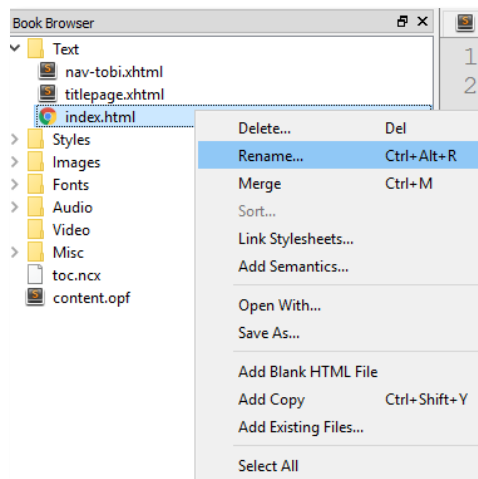 Book Browser
Text
nav-tobi.xhtml
titlepage.xhtml
index.html
Styles
Images
Fonts
Audio
Video
Misc
toc.ncx
content.opf
1
2
Delete... Del
Rename... Ctrl+Alt+R
Merge Ctrl+M
Sort...
Link Stylesheets...
Add Semantics...
Open With...
Save As...
Add Blank HTML File
Add Copy Ctrl+Shift+Y
Add Existing Files...
Select All